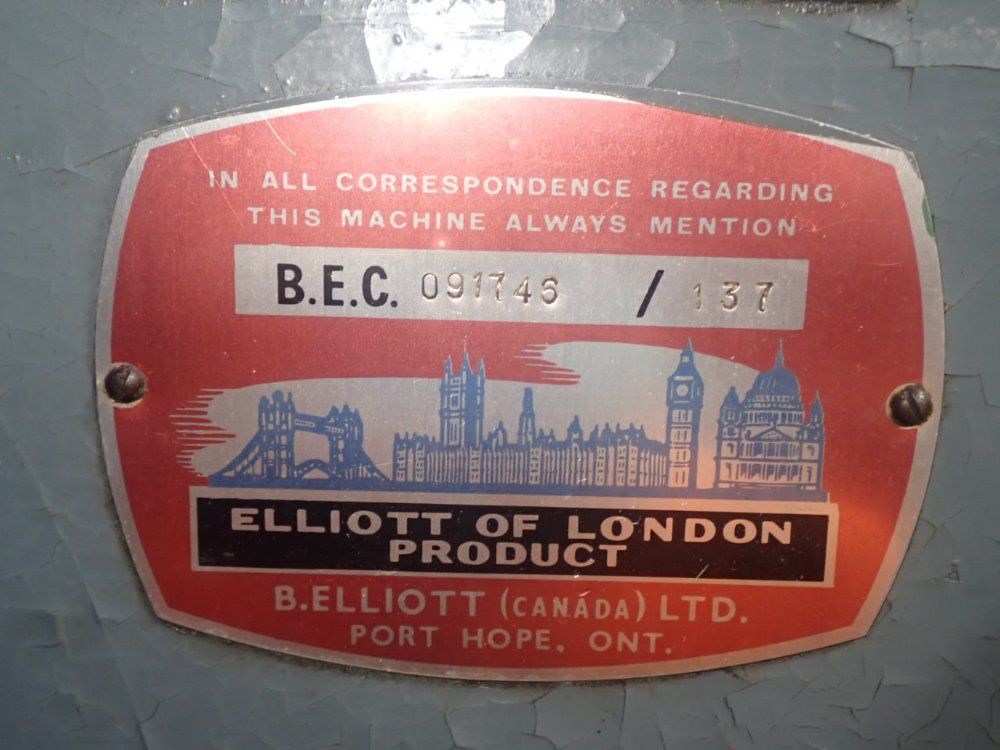 IN ALL CORRESPONDENCE REGARDING
THIS MACHINE ALWAYS MENTION
B.E.C. 091746 / 137
ELLIOTT OF LONDON
PRODUCT
B.ELLIOTT (CANADA) LTD.
PORT HOPE, ONT.